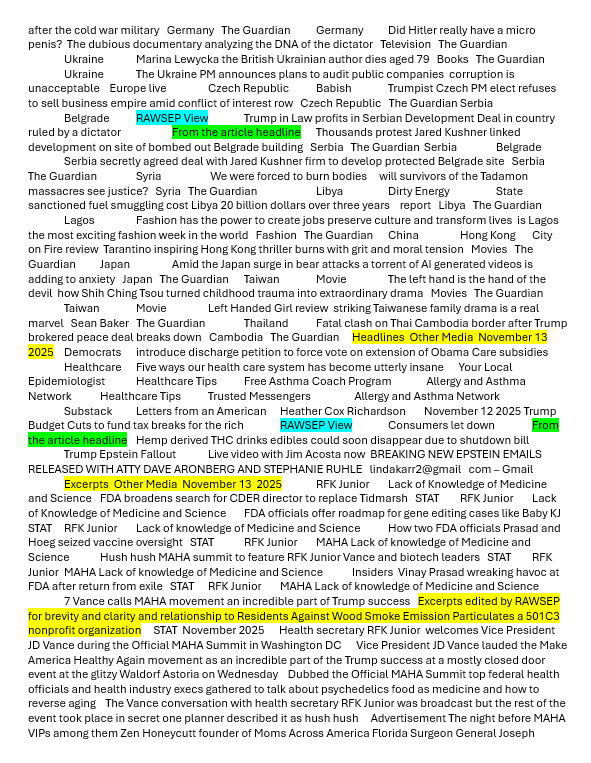 after the cold war military Germany The Guardian Germany Did Hitler really have a micro
penis? The dubious documentary analyzing the DNA of the dictator Television The Guardian
Ukraine Marina Lewycka the British Ukrainian author dies aged 79 Books The Guardian
Ukraine The Ukraine PM announces plans to audit public companies corruption is
unacceptable Europe live Czech Republic Babish Trumpist Czech PM elect refuses
to sell business empire amid conflict of interest row Czech Republic The Guardian Serbia
Belgrade RAWSEP View Trump in Law profits in Serbian Development Deal in country
ruled by a dictator From the article headline Thousands protest Jared Kushner linked
development on site of bombed out Belgrade building Serbia The Guardian Serbia Belgrade
Serbia secretly agreed deal with Jared Kushner firm to develop protected Belgrade site Serbia
The Guardian Syria We were forced to burn bodies will survivors of the Tadamon
massacres see justice? Syria The Guardian Libya Dirty Energy State
sanctioned fuel smuggling cost Libya 20 billion dollars over three years report Libya The Guardian
Lagos Fashion has the power to create jobs preserve culture and transform lives is Lagos
the most exciting fashion week in the world Fashion The Guardian China Hong Kong City
on Fire review Tarantino inspiring Hong Kong thriller burns with grit and moral tension Movies The
Guardian Japan Amid the Japan surge in bear attacks a torrent of AI generated videos is
adding to anxiety Japan The Guardian Taiwan Movie The left hand is the hand of the
devil how Shih Ching Tsou turned childhood trauma into extraordinary drama Movies The Guardian
Taiwan Movie Left Handed Girl review striking Taiwanese family drama is a real
marvel Sean Baker The Guardian Thailand Fatal clash on Thai Cambodia border after Trump
brokered peace deal breaks down Cambodia The Guardian Headlines Other Media November 13
2025 Democrats introduce discharge petition to force vote on extension of Obama Care subsidies
Healthcare Five ways our health care system has become utterly insane Your Local
Epidemiologist Healthcare Tips Free Asthma Coach Program Allergy and Asthma
Network Healthcare Tips Trusted Messengers Allergy and Asthma Network
Substack Letters from an American Heather Cox Richardson November 12 2025 Trump
Budget Cuts to fund tax breaks for the rich RAWSEP View Consumers let down From
the article headline Hemp derived THC drinks edibles could soon disappear due to shutdown bill
Trump Epstein Fallout Live video with Jim Acosta now BREAKING NEW EPSTEIN EMAILS
RELEASED WITH ATTY DAVE ARONBERG AND STEPHANIE RUHLE lindakarr2@gmail com – Gmail
Excerpts Other Media November 13 2025 RFK Junior Lack of Knowledge of Medicine
and Science FDA broadens search for CDER director to replace Tidmarsh STAT RFK Junior Lack
of Knowledge of Medicine and Science FDA officials offer roadmap for gene editing cases like Baby KJ
STAT RFK Junior Lack of knowledge of Medicine and Science How two FDA officials Prasad and
Hoeg seized vaccine oversight STAT RFK Junior MAHA Lack of knowledge of Medicine and
Science Hush hush MAHA summit to feature RFK Junior Vance and biotech leaders STAT RFK
Junior MAHA Lack of knowledge of Medicine and Science Insiders Vinay Prasad wreaking havoc at
FDA after return from exile STAT RFK Junior MAHA Lack of knowledge of Medicine and Science
7 Vance calls MAHA movement an incredible part of Trump success Excerpts edited by RAWSEP
for brevity and clarity and relationship to Residents Against Wood Smoke Emission Particulates a 501C3
nonprofit organization STAT November 2025 Health secretary RFK Junior welcomes Vice President
JD Vance during the Official MAHA Summit in Washington DC Vice President JD Vance lauded the Make
America Healthy Again movement as an incredible part of the Trump success at a mostly closed door
event at the glitzy Waldorf Astoria on Wednesday Dubbed the Official MAHA Summit top federal health
officials and health industry execs gathered to talk about psychedelics food as medicine and how to
reverse aging The Vance conversation with health secretary RFK Junior was broadcast but the rest of the
event took place in secret one planner described it as hush hush Advertisement The night before MAHA
VIPs among them Zen Honeycutt founder of Moms Across America Florida Surgeon General Joseph